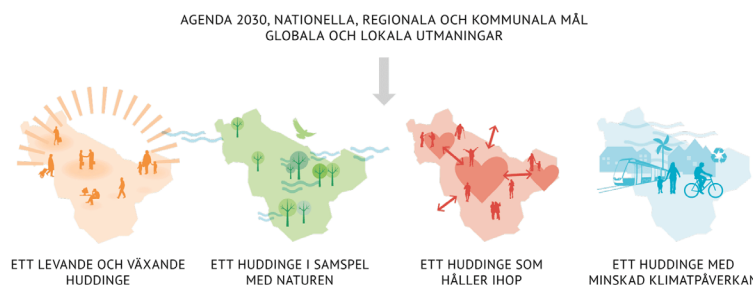 AGENDA 2030, NATIONELLA, REGIONALA OCH KOMMUNALA MÅL
GLOBALA OCH LOKALA UTMANINGAR
ETT LEVANDE OCH VÄXANDE
HUDDINGE
ETT HUDDINGE I SAMSPEL
MED NATUREN
ETT HUDDINGE SOM
HÅLLER IHOP
ETT HUDDINGE MED
MINSKAD KLIMATPÅVERKAN